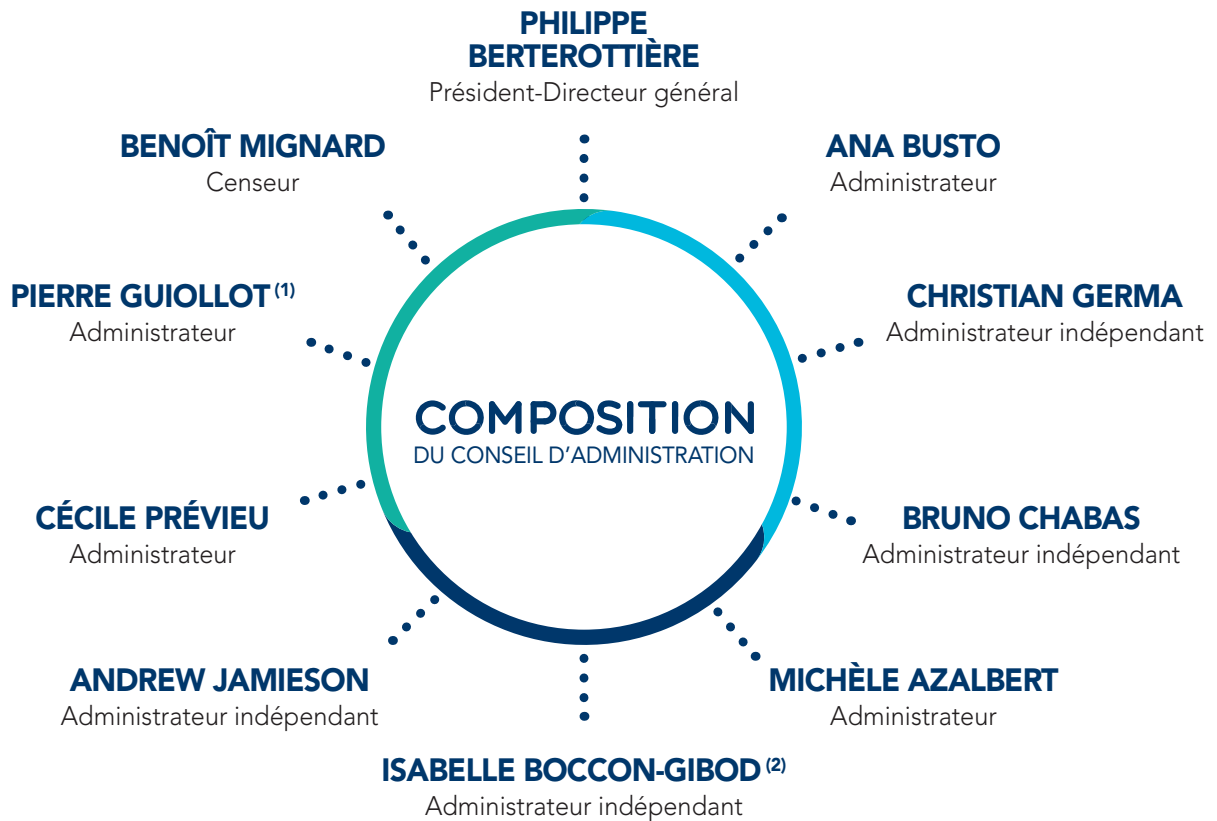 PHILIPPE
BERTEROTTIÈRE
Président-Directeur général
BENOÎT MIGNARD
Censeur
ANA BUSTO
Administrateur
PIERRE GUIOLLOT (1)
Administrateur
CHRISTIAN GERMA
Administrateur indépendant
COMPOSITION
DU CONSEIL D'ADMINISTRATION
CÉCILE PRÉVIEU
Administrateur
BRUNO CHABAS
Administrateur indépendant
ANDREW JAMIESON
Administrateur indépendant
MICHÈLE AZALBERT
Administrateur
ISABELLE BOCCON-GIBOD (2)
Administrateur indépendant